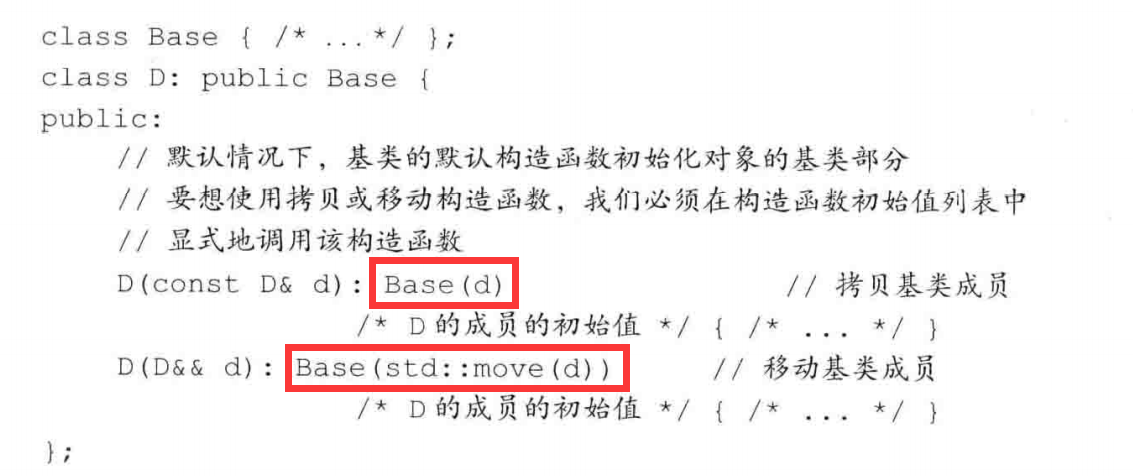 class Base { /* ...*/ };
class D: public Base {
public:
// 默认情况下，基类的默认构造函数初始化对象的基类部分
// 要想使用拷贝或移动构造函数，我们必须在构造函数初始值列表中
// 显式地调用该构造函数
D(const D& d): Base(d) // 拷贝基类成员
/* D 的成员的初始值 */ { /* ... */ }
D(D&& d): Base(std::move(d)) // 移动基类成员
/* D 的成员的初始值 */ { /* ... */ }
};